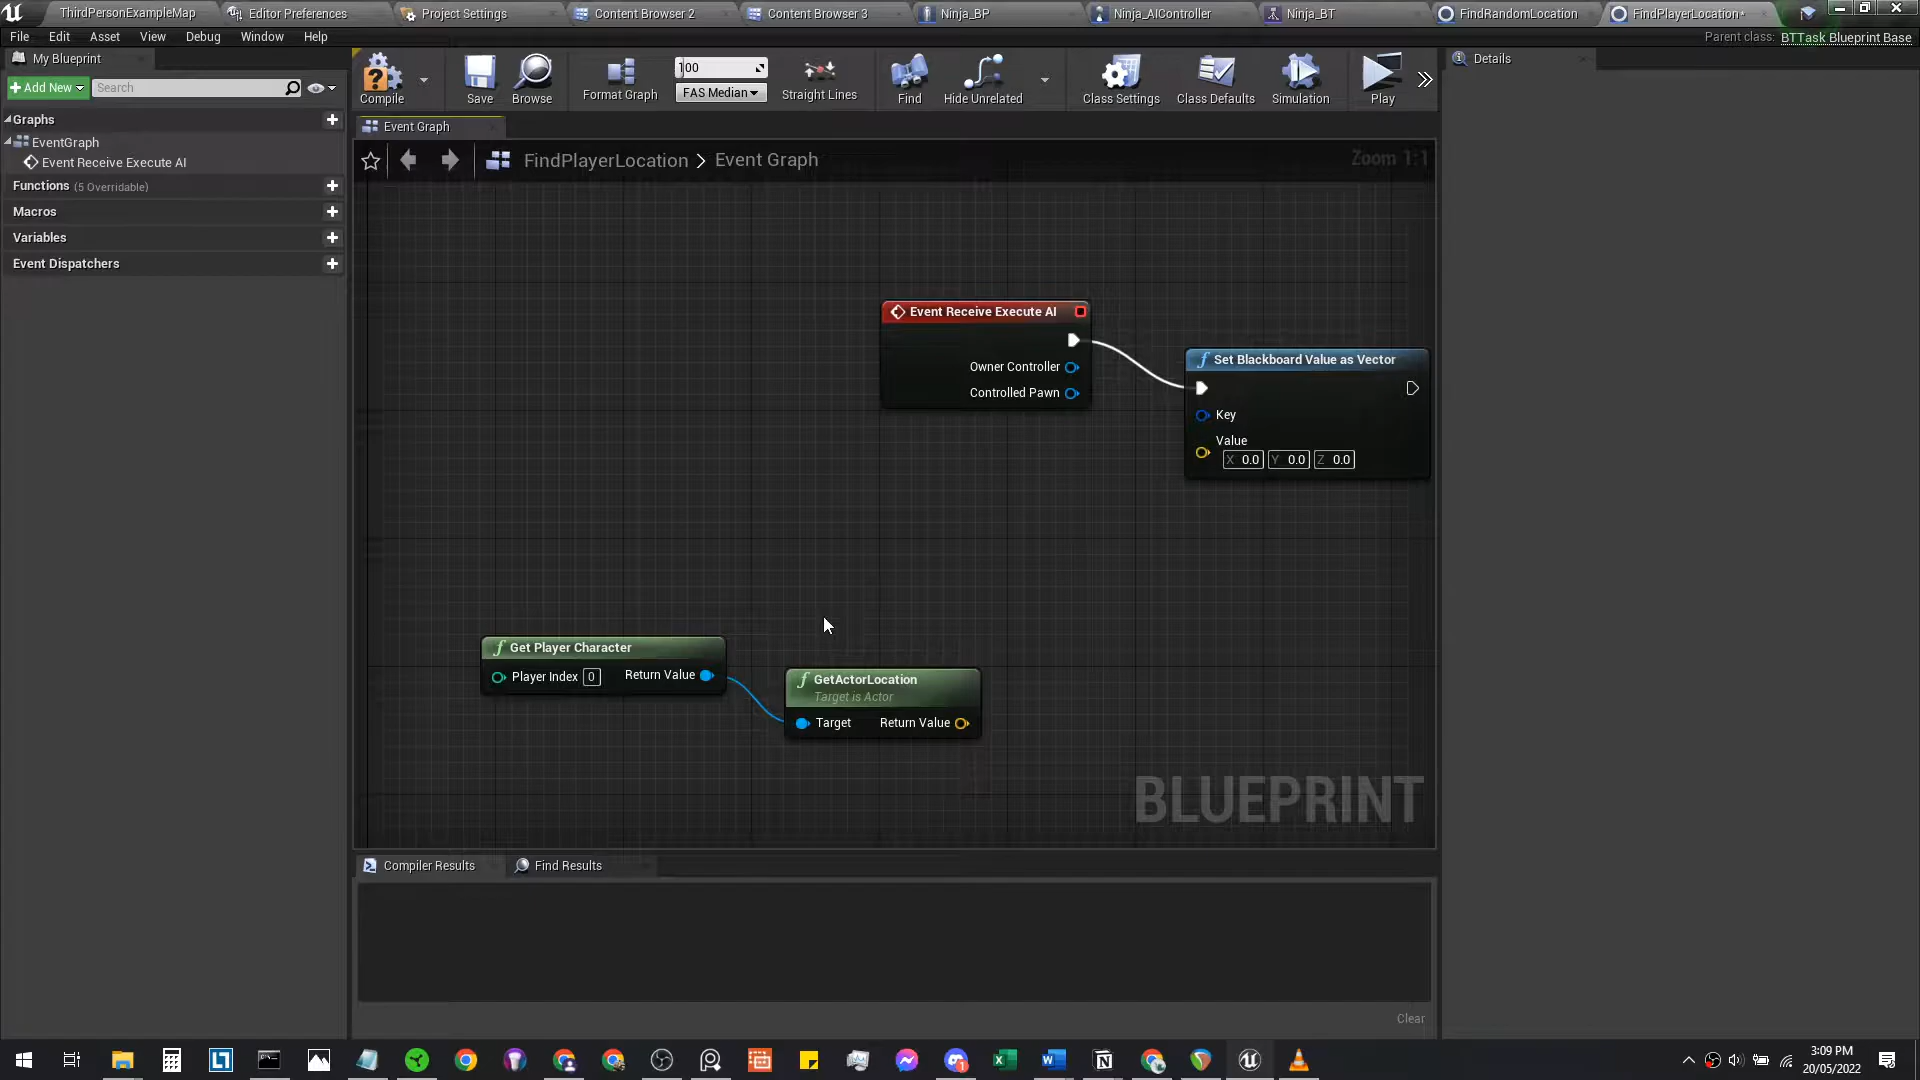 ThirdPersonExampleMap
Editor Preferences
Project Settings
Content Browser 2
Content Browser 3
Ninja_BP
Ninja_AIController
Ninja_BT
FindRandomLocation
FindPlayerLocation*
File Edit Asset View Debug Window Help
Parent class: BTTask Blueprint Base
My Blueprint
Add New
Search
Compile
Save
Browse
Format Graph
100
FAS Median
Straight Lines
Find
Hide Unrelated
Class Settings
Class Defaults
Simulation
Play
Details
Graphs
EventGraph
Event Receive Execute AI
Functions (5 Overridable)
Macros
Variables
Event Dispatchers
Event Graph
FindPlayerLocation > Event Graph
Zoom 1:1
Event Receive Execute AI
Owner Controller
Controlled Pawn
Set Blackboard Value as Vector
Key
Value
X 0.0 Y 0.0 Z 0.0
Get Player Character
Player Index 0 Return Value
GetActorLocation
Target is Actor
Target Return Value
BLUEPRINT
Compiler Results
Find Results
Clear
3:09 PM
20/05/2022